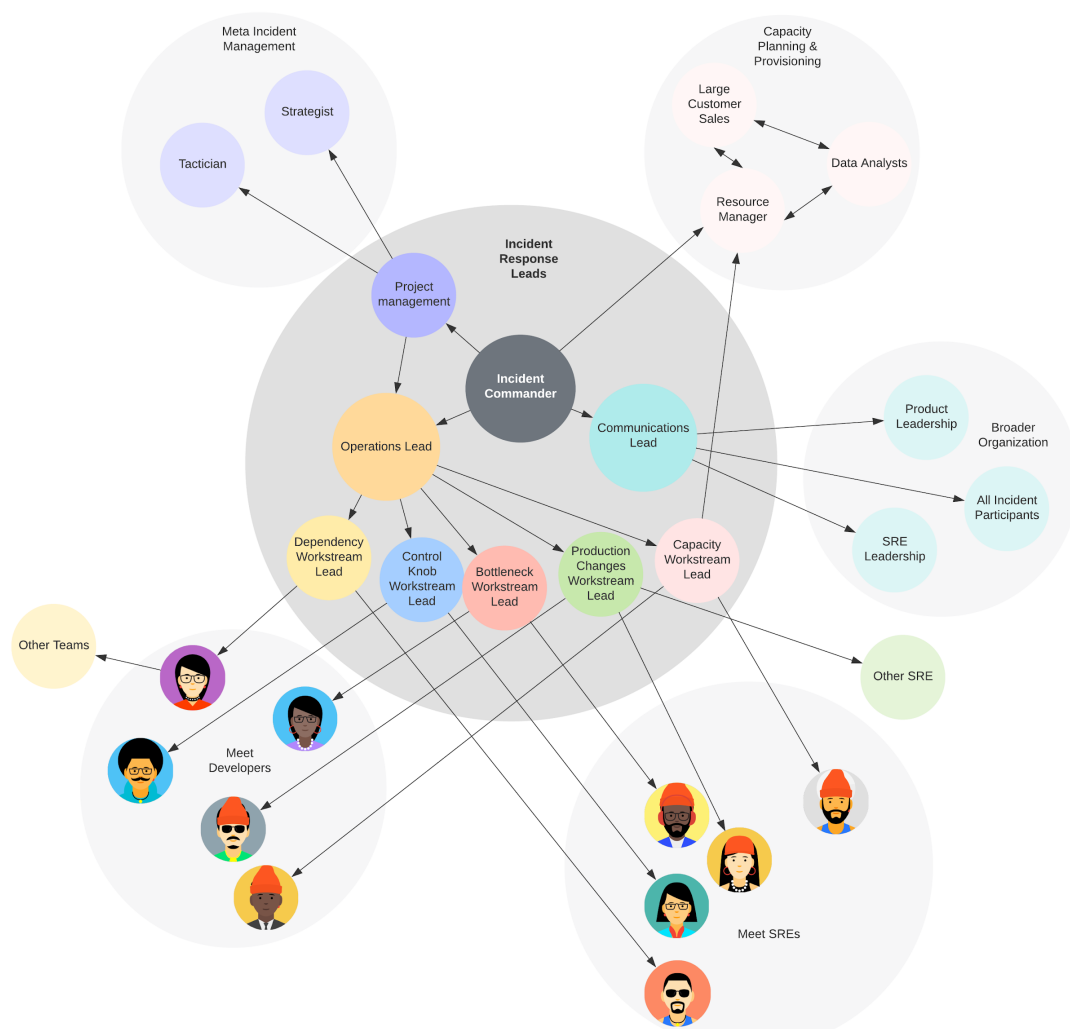 Meta Incident
Management
Strategist
Tactician
Capacity
Planning &
Provisioning
Large
Customer
Sales
Data Analysts
Resource
Manager
Incident
Response
Leads
Project
management
Incident
Commander
Operations Lead
Communications
Lead
Product
Leadership
Broader
Organization
All Incident
Participants
SRE
Leadership
Dependency
Workstream
Lead
Control
Knob
Workstream
Lead
Bottleneck
Workstream
Lead
Production
Changes
Workstream
Lead
Capacity
Workstream
Lead
Other Teams
Other SRE
Meet
Developers
Meet SREs